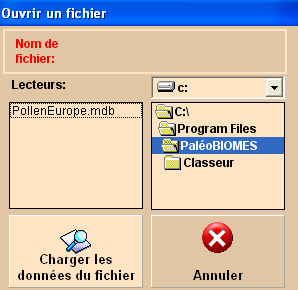 Ouvrir un fichier
Nom de
fichier:
Lecteurs:
c:
PollenEurope.mdb
C:\
Program Files
PaléoBIOMES
Classeur
Charger les
données du fichier
Annuler